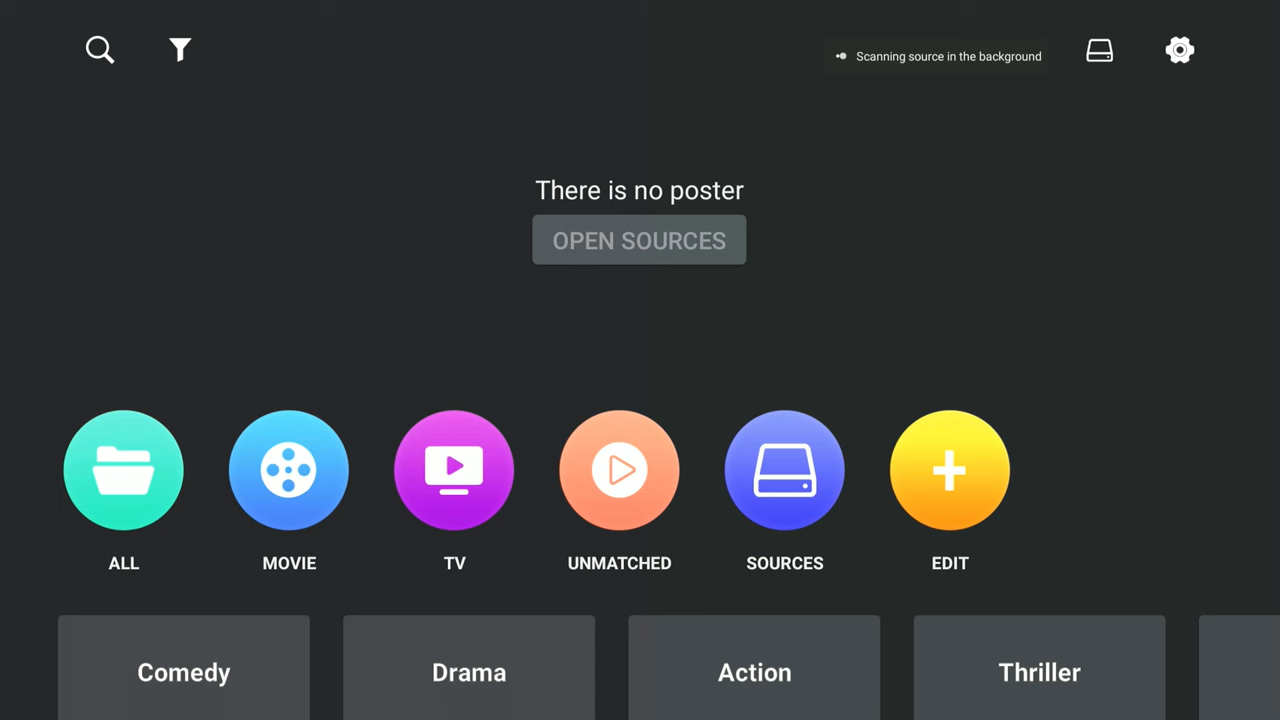 Scanning source in the background
There is no poster
OPEN SOURCES
ALL
MOVIE
TV
UNMATCHED
SOURCES
EDIT
Comedy
Drama
Action
Thriller